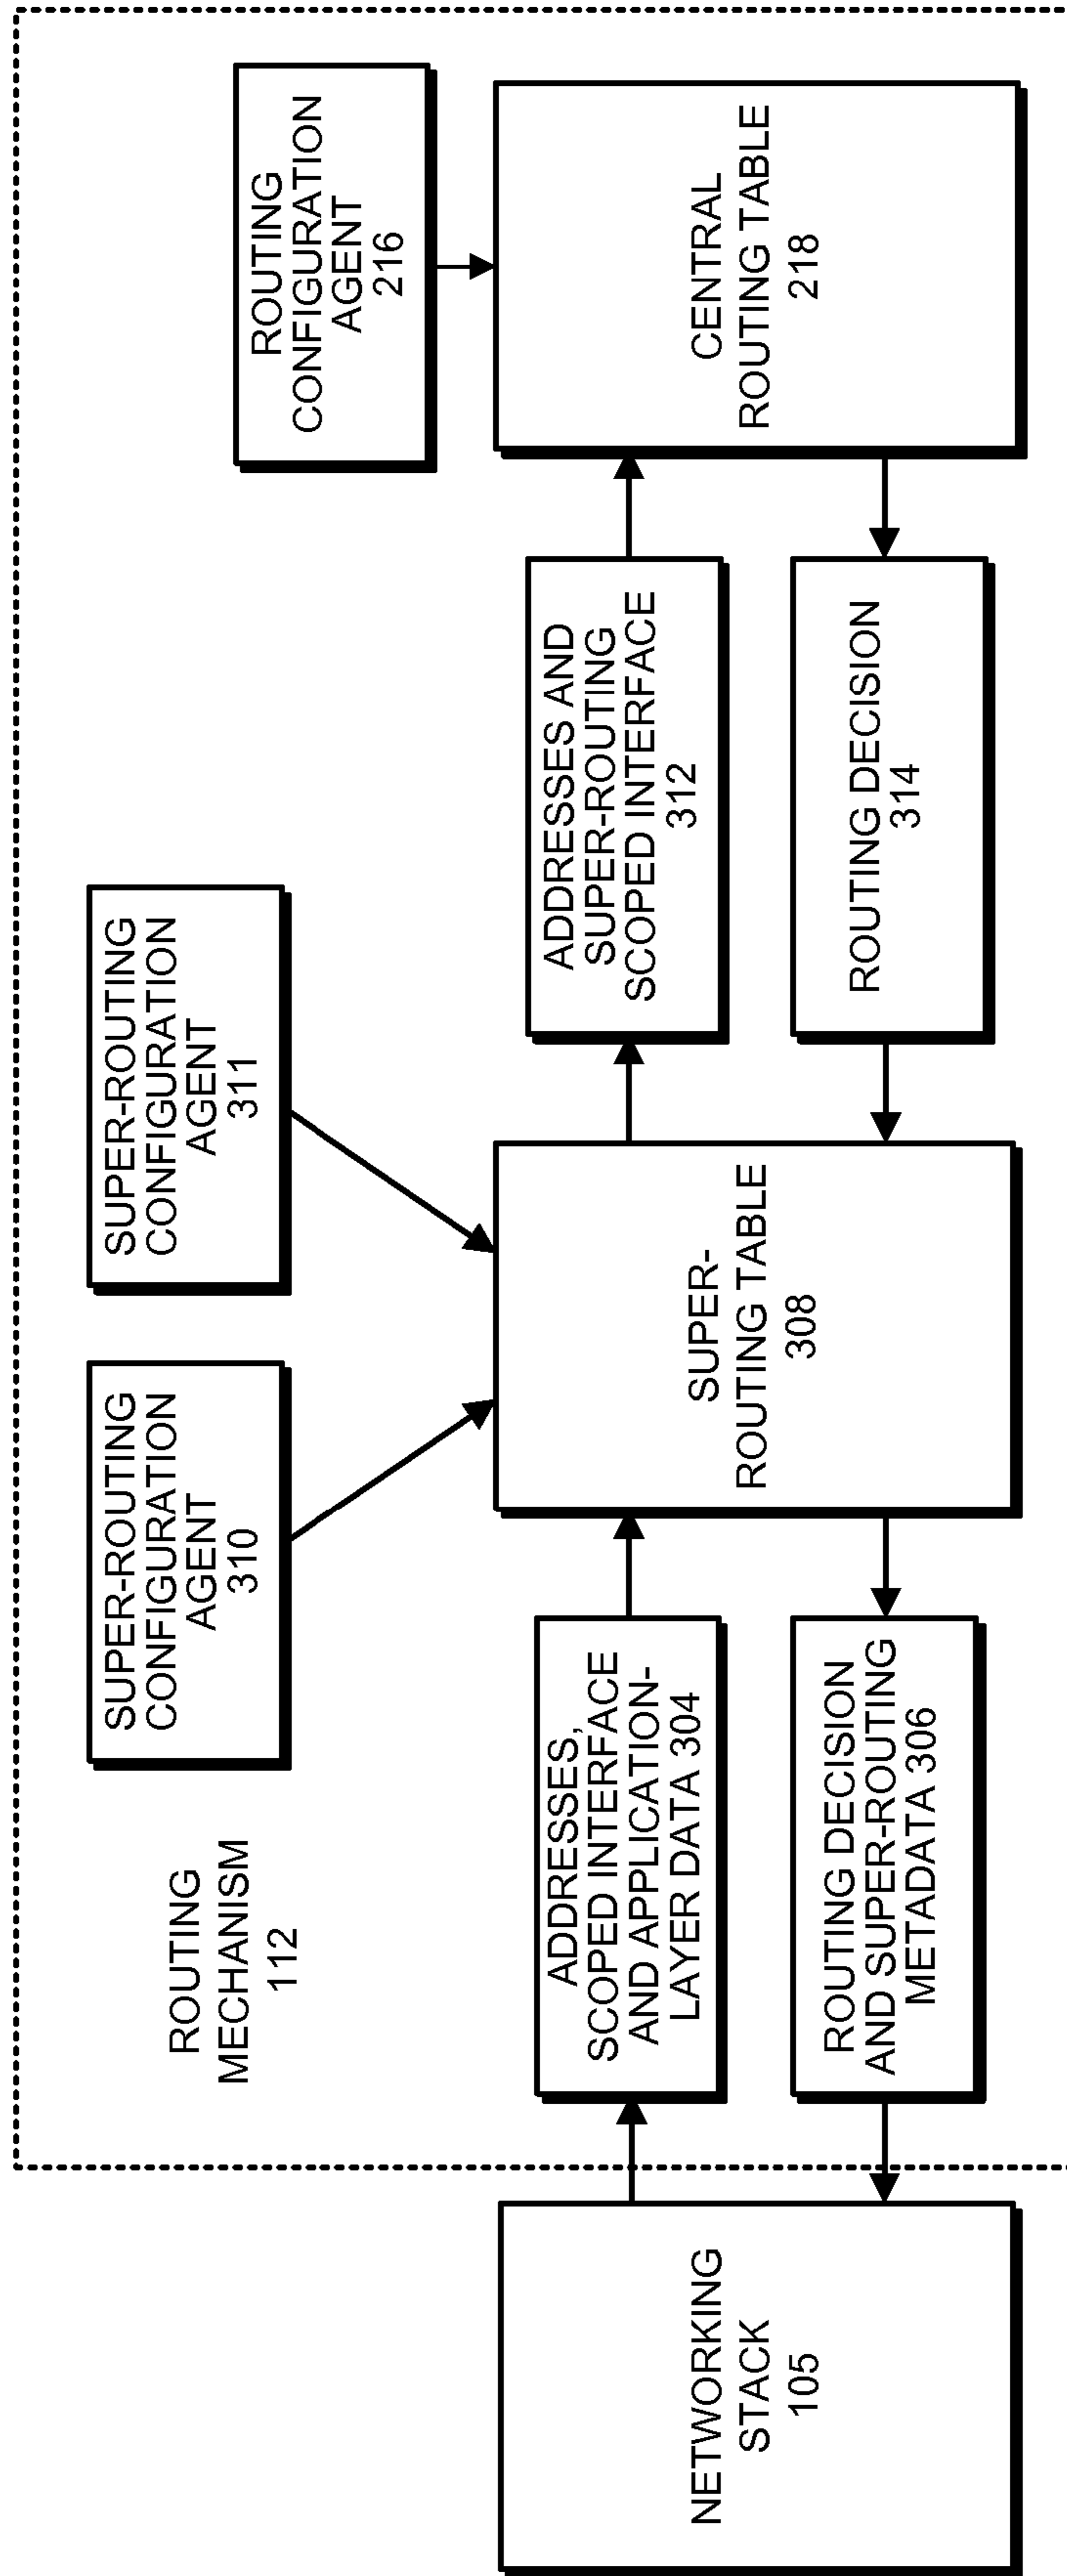 ROUTING
MECHANISM
112
SUPER-ROUTING
CONFIGURATION
AGENT
310
SUPER-ROUTING
CONFIGURATION
AGENT
311
ROUTING
CONFIGURATION
AGENT
216
NETWORKING
STACK
105
ADDRESSES,
SCOPED INTERFACE
AND APPLICATION-
LAYER DATA 304
ROUTING DECISION
AND SUPER-ROUTING
METADATA 306
SUPER-
ROUTING TABLE
308
ADDRESSES AND
SUPER-ROUTING
SCOPED INTERFACE
312
ROUTING DECISION
314
CENTRAL
ROUTING TABLE
218